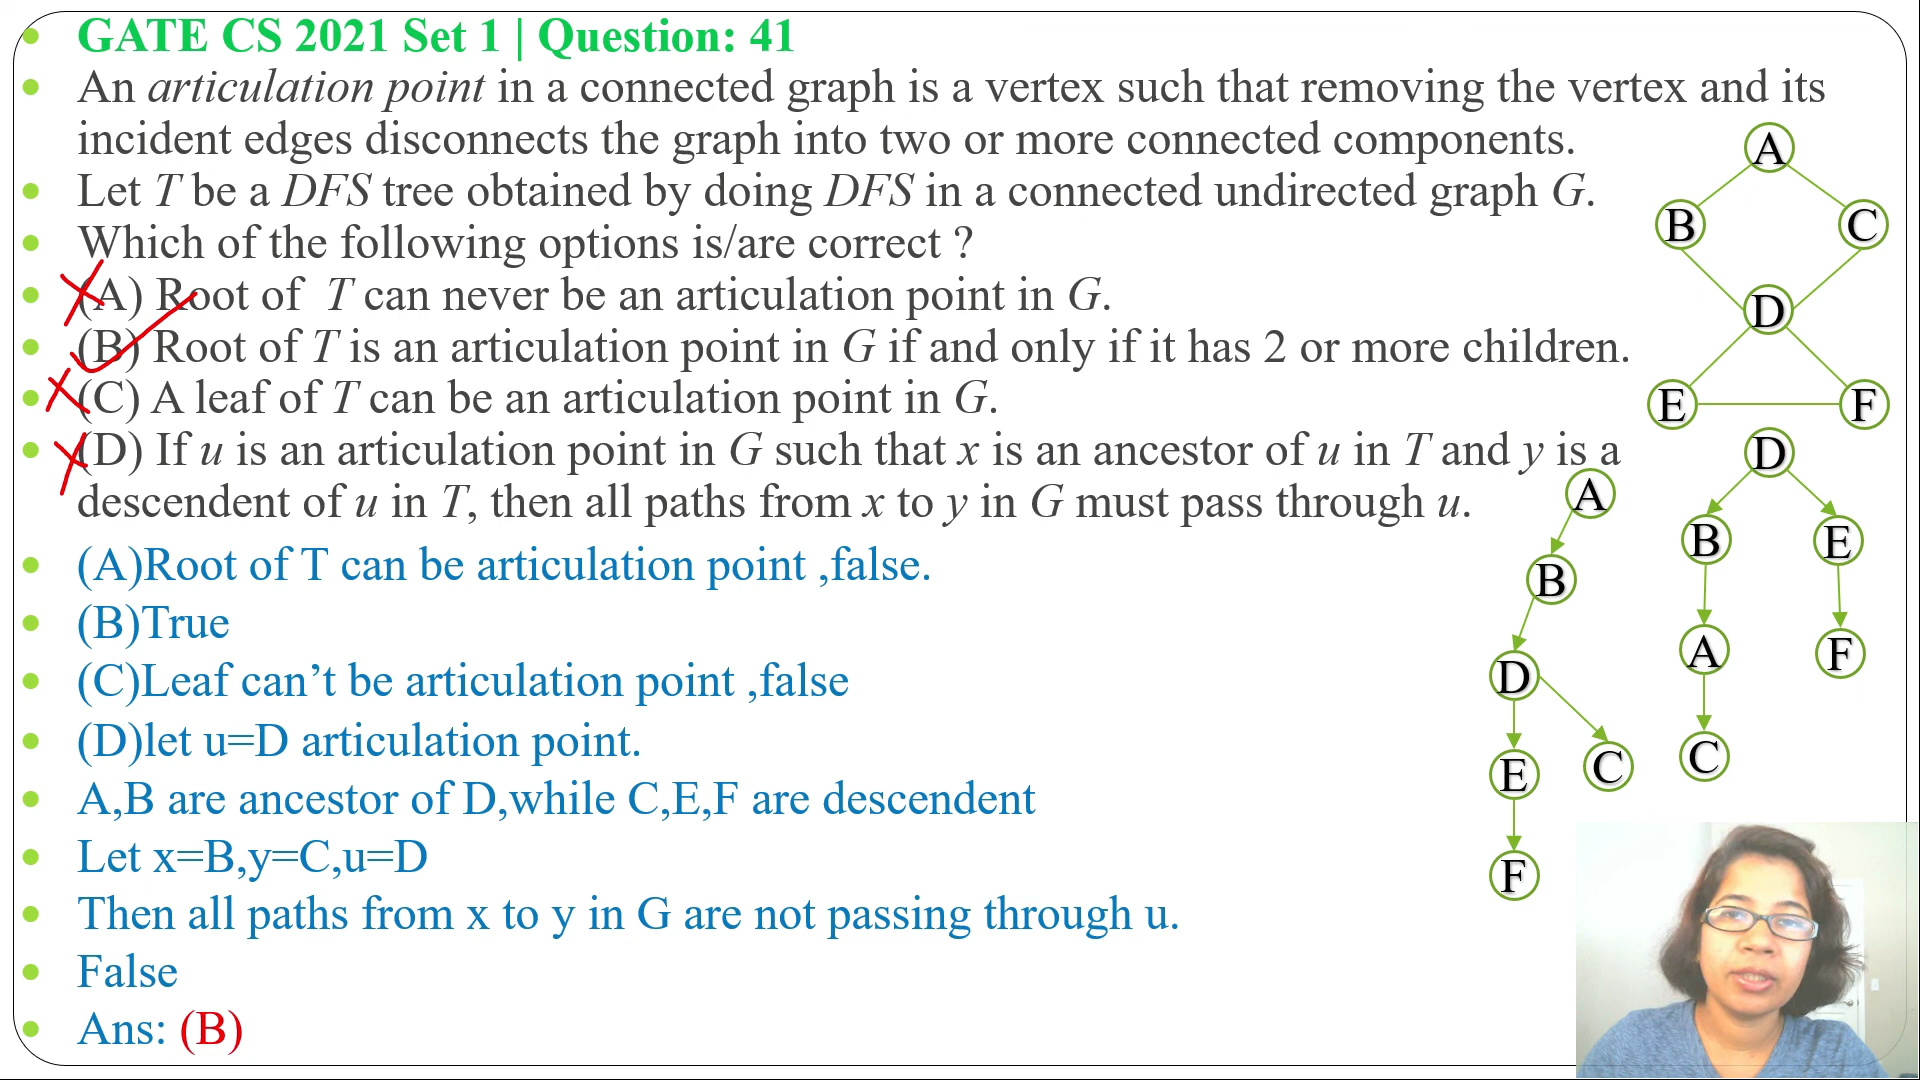 GATE CS 2021 Set 1 | Question: 41
An articulation point in a connected graph is a vertex such that removing the vertex and its
incident edges disconnects the graph into two or more connected components.
Let T be a DFS tree obtained by doing DFS in a connected undirected graph G.
Which of the following options is/are correct ?
(A) Root of T can never be an articulation point in G.
(B) Root of T is an articulation point in G if and only if it has 2 or more children.
(C) A leaf of T can be an articulation point in G.
(D) If u is an articulation point in G such that x is an ancestor of u in T and y is a
descendent of u in T, then all paths from x to y in G must pass through u.
(A)Root of T can be articulation point ,false.
(B)True
(C)Leaf can’t be articulation point ,false
(D)let u=D articulation point.
A,B are ancestor of D,while C,E,F are descendent
Let x=B,y=C,u=D
Then all paths from x to y in G are not passing through u.
False
Ans: (B)
A
B C
D
E F
A
B
D
E C
F
D
B E
A F
C